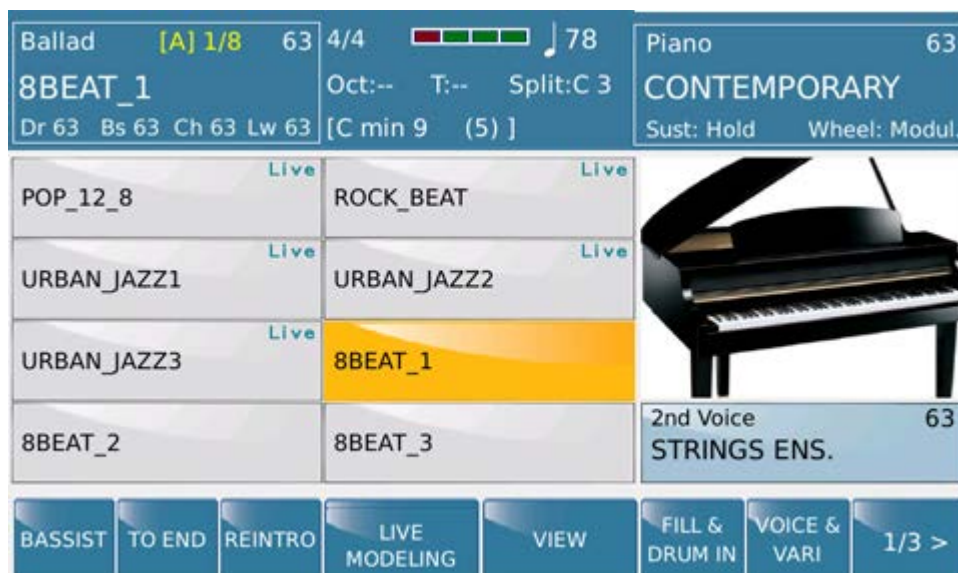 Ballad [A] 1/8 63
8BEAT_1
Dr 63 Bs 63 Ch 63 Lw 63
4/4 78
Oct:-- T:-- Split:C 3
[C min 9 (5) ]
Piano 63
CONTEMPORARY
Sust: Hold Wheel: Modul.
Live
POP_12_8
Live
ROCK_BEAT
Live
URBAN_JAZZ1
Live
URBAN_JAZZ2
Live
URBAN_JAZZ3
8BEAT_1
8BEAT_2
8BEAT_3
2nd Voice 63
STRINGS ENS.
BASSIST
TO END
REINTRO
LIVE
MODELING
VIEW
FILL &
DRUM IN
VOICE &
VARI
1/3 >